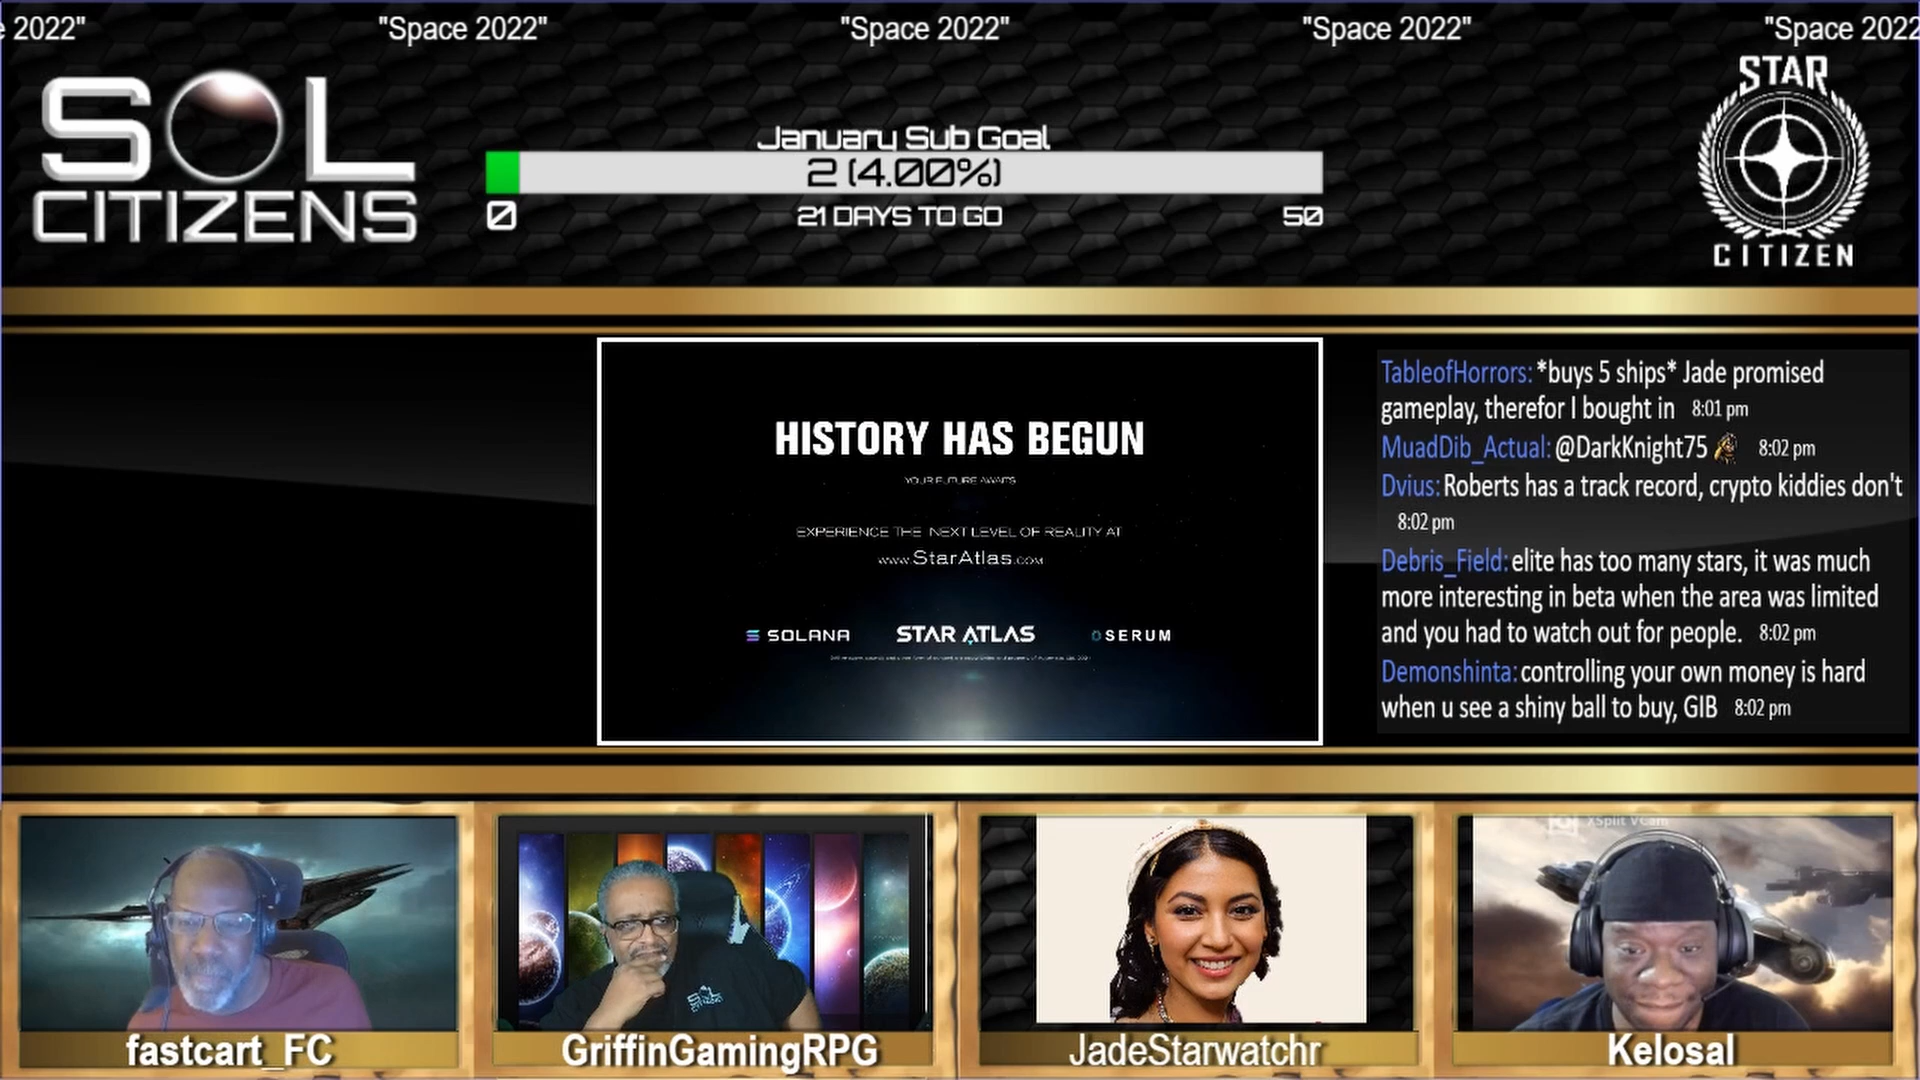 e 2022" "Space 2022" "Space 2022" "Space 2022" "Space 2022
SOL
CITIZENS
January Sub Goal
2 (4.00%)
0 21 DAYS TO GO 50
STAR
CITIZEN
HISTORY HAS BEGUN
YOUR FUTURE AWAITS
EXPERIENCE THE NEXT LEVEL OF REALITY AT
www.StarAtlas.com
SOLANA STAR ATLAS SERUM
TableofHorrors: *buys 5 ships* Jade promised
gameplay, therefor I bought in 8:01 pm
MuadDib_Actual: @DarkKnight75 8:02 pm
Dvius: Roberts has a track record, crypto kiddies don't
8:02 pm
Debris_Field: elite has too many stars, it was much
more interesting in beta when the area was limited
and you had to watch out for people. 8:02 pm
Demonshinta: controlling your own money is hard
when u see a shiny ball to buy, GIB 8:02 pm
XSplit VCam
SOL
fastcart_FC GriffinGamingRPG JadeStarwatchr Kelosal